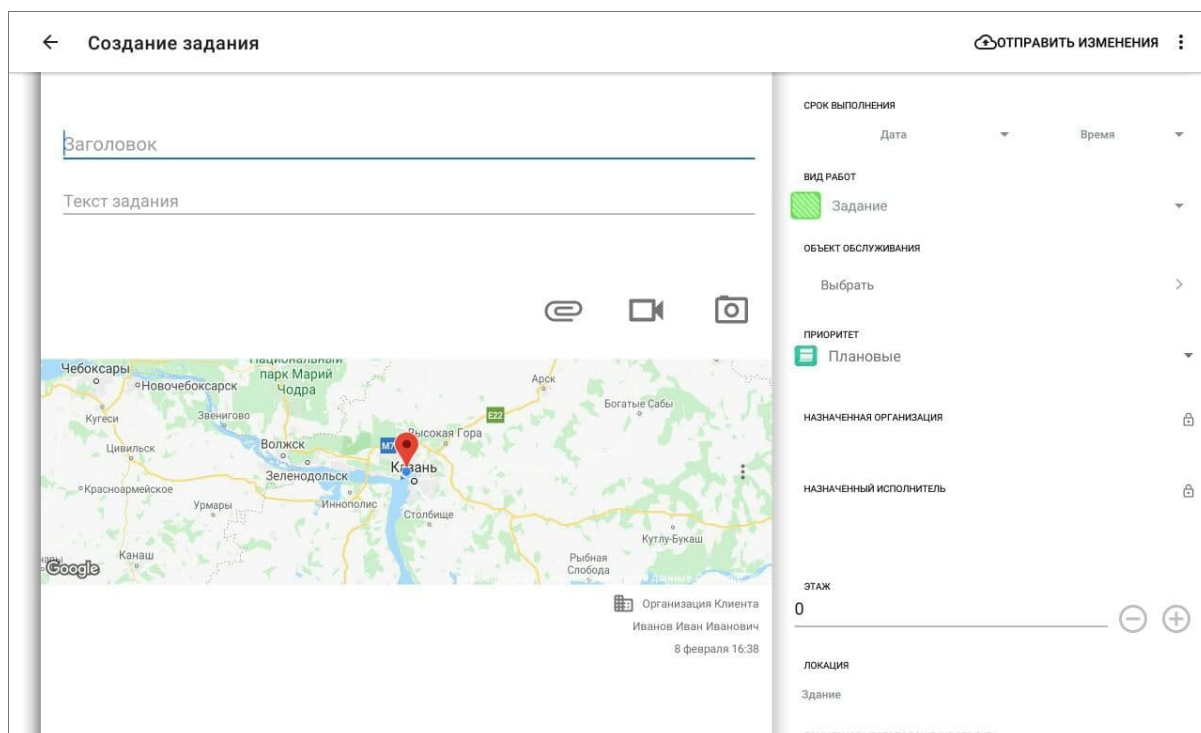 Создание задания
ОТПРАВИТЬ ИЗМЕНЕНИЯ
Заголовок
Текст задания
Чебоксары
Новочебоксарск
Национальный
парк Марий
Чодра
Арск
Кугеси
Звенигово
Богатые Сабы
E22
Цивильск
Волжск
M7
Высокая Гора
Казань
Зеленодольск
Красноармейское
Урмары
Иннополис
Столбище
Кутлу-Букаш
Канаш
Рыбная
Слобода
Google
Организация Клиента
Иванов Иван Иванович
8 февраля 16:38
СРОК ВЫПОЛНЕНИЯ
Дата
Время
ВИД РАБОТ
Задание
ОБЪЕКТ ОБСЛУЖИВАНИЯ
Выбрать
ПРИОРИТЕТ
Плановые
НАЗНАЧЕННАЯ ОРГАНИЗАЦИЯ
НАЗНАЧЕННЫЙ ИСПОЛНИТЕЛЬ
ЭТАЖ
0
ЛОКАЦИЯ
Здание